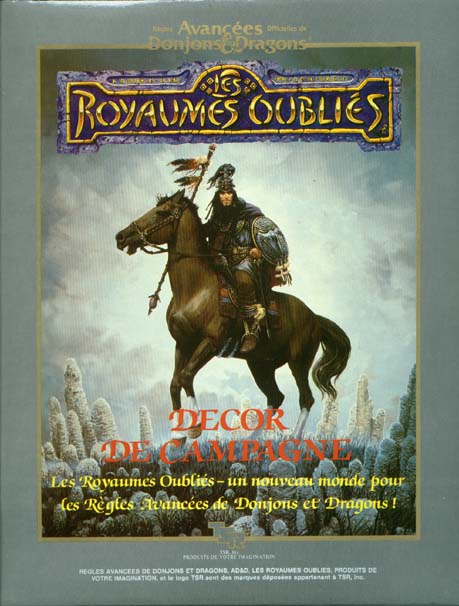 Règles Avancées Officielles de
Donjons & Dragons
LES
ROYAUMES OUBLIÉS
DECOR
DE CAMPAGNE
Les Royaumes Oubliés – un nouveau monde pour
les Règles Avancées de Donjons et Dragons !
TSR, Inc.
PRODUITS DE VOTRE IMAGINATION
REGLES AVANCEES DE DONJONS ET DRAGONS, AD&D, LES ROYAUMES OUBLIES, PRODUITS DE
VOTRE IMAGINATION, et le logo TSR sont des marques déposées appartenant à TSR, Inc.